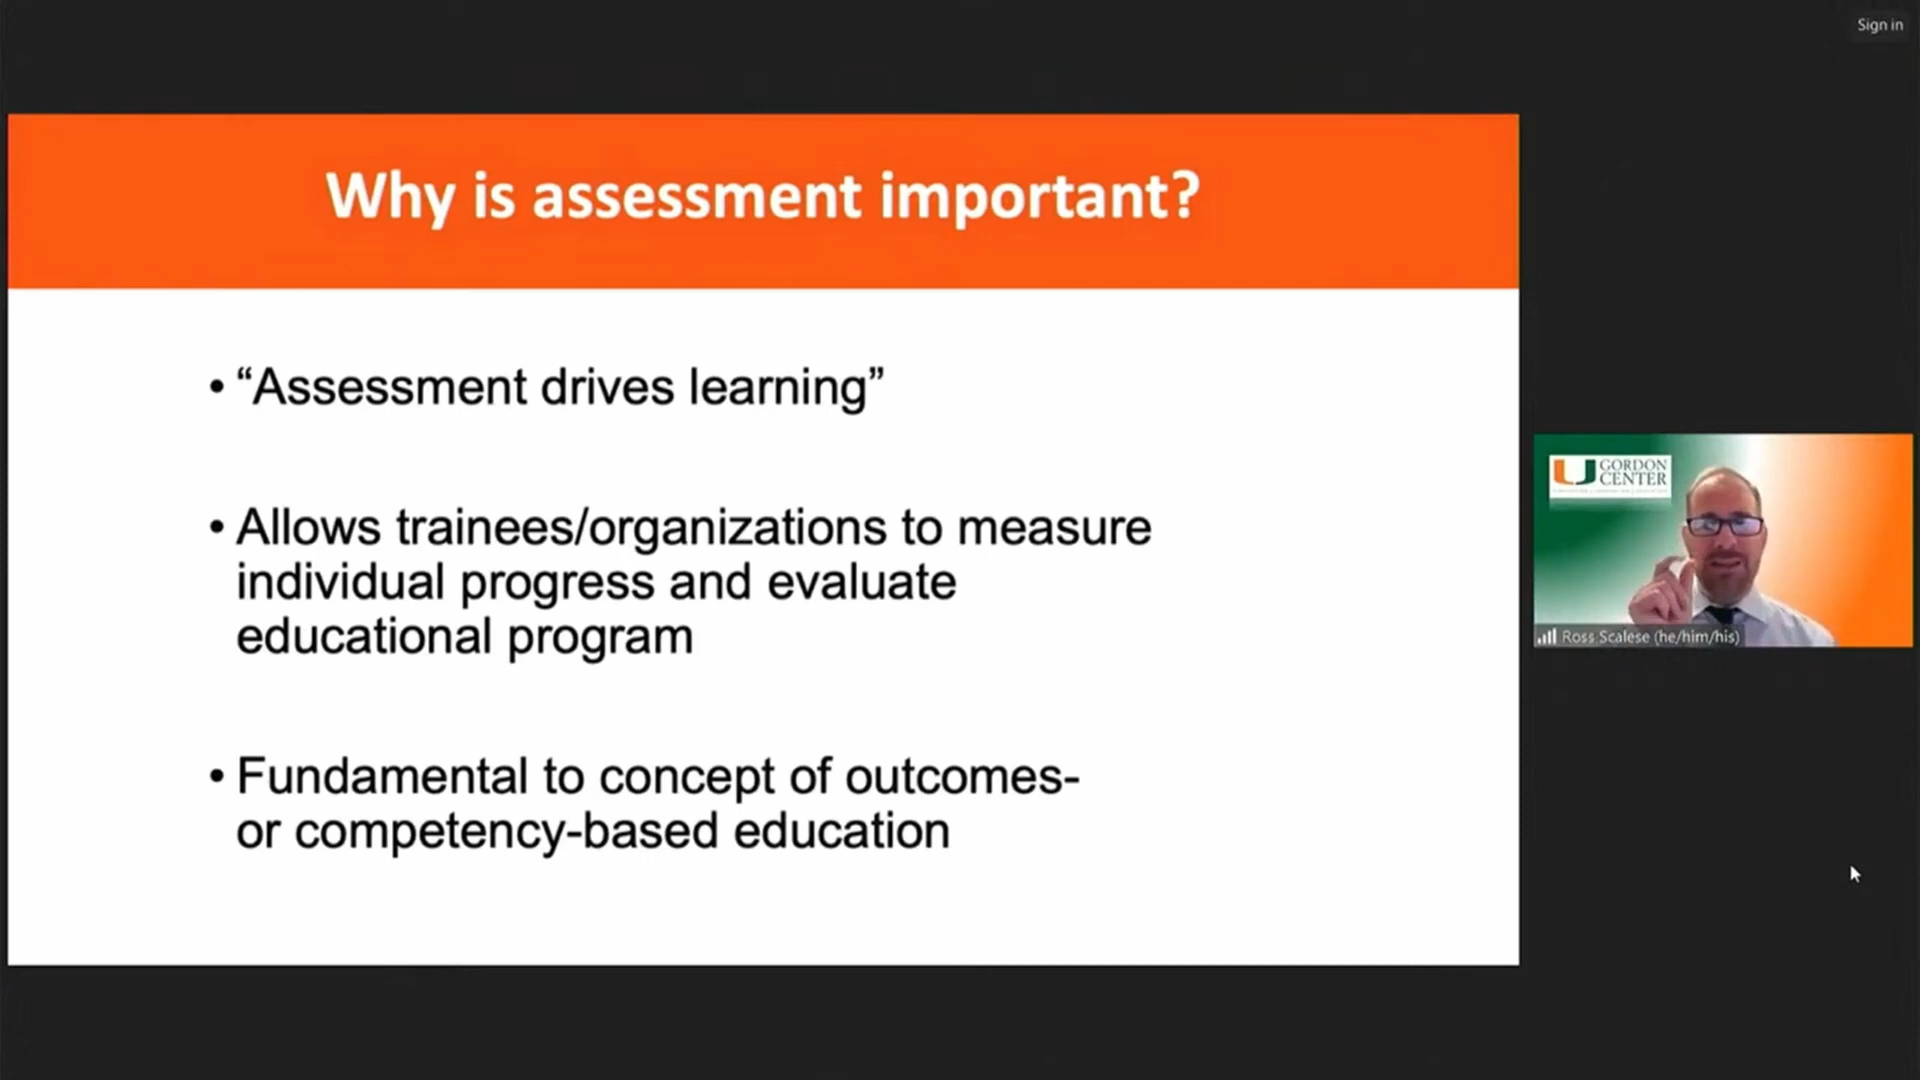 Sign in
Why is assessment important?
• “Assessment drives learning”
• Allows trainees/organizations to measure
individual progress and evaluate
educational program
• Fundamental to concept of outcomes-
or competency-based education
GORDON
CENTER
Ross Scalese (he/him/his)